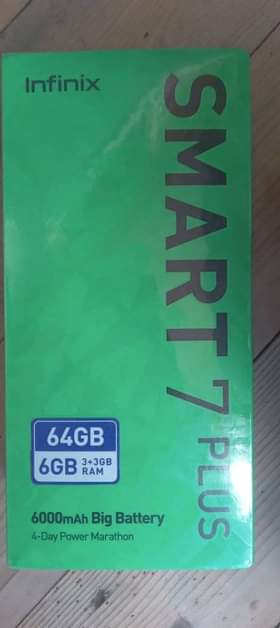 Infinix
SMART 7 PLUS
64GB
6GB 3+3GB RAM
6000mAh Big Battery
4-Day Power Marathon